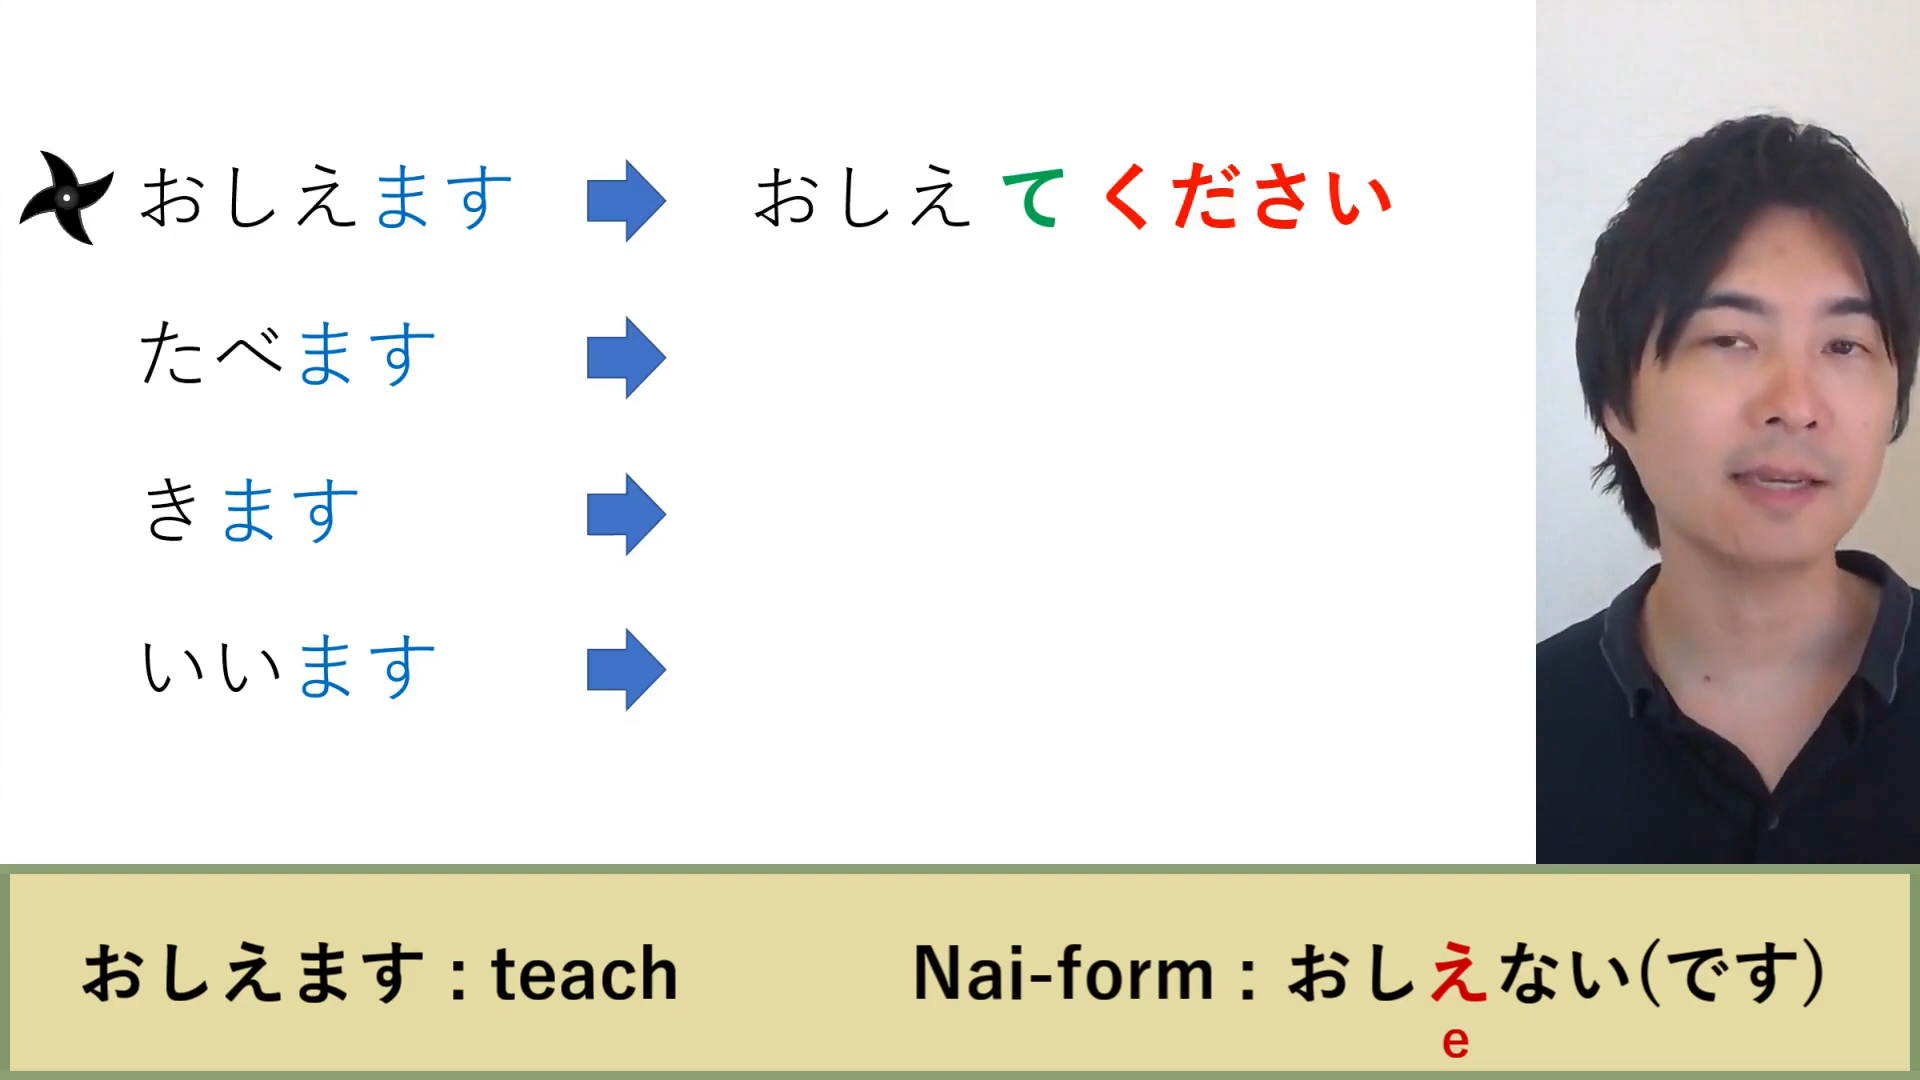 おしえます おしえ て ください
たべます
きます
いいます
おしえます : teach Nai-form : おしえない(です)
e